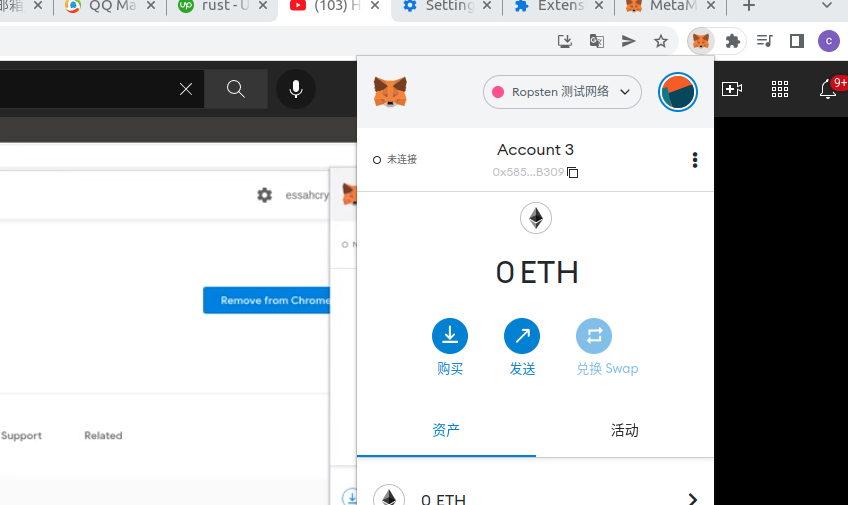 邮箱
QQ Ma
rust - U
(103) H
Setting
Extens
MetaM
c
9+
Ropsten 测试网络
未连接
Account 3
0x585...B309
essahcry
0 ETH
Remove from Chrome
购买
发送
兑换 Swap
Support
Related
资产
活动
0 ETH